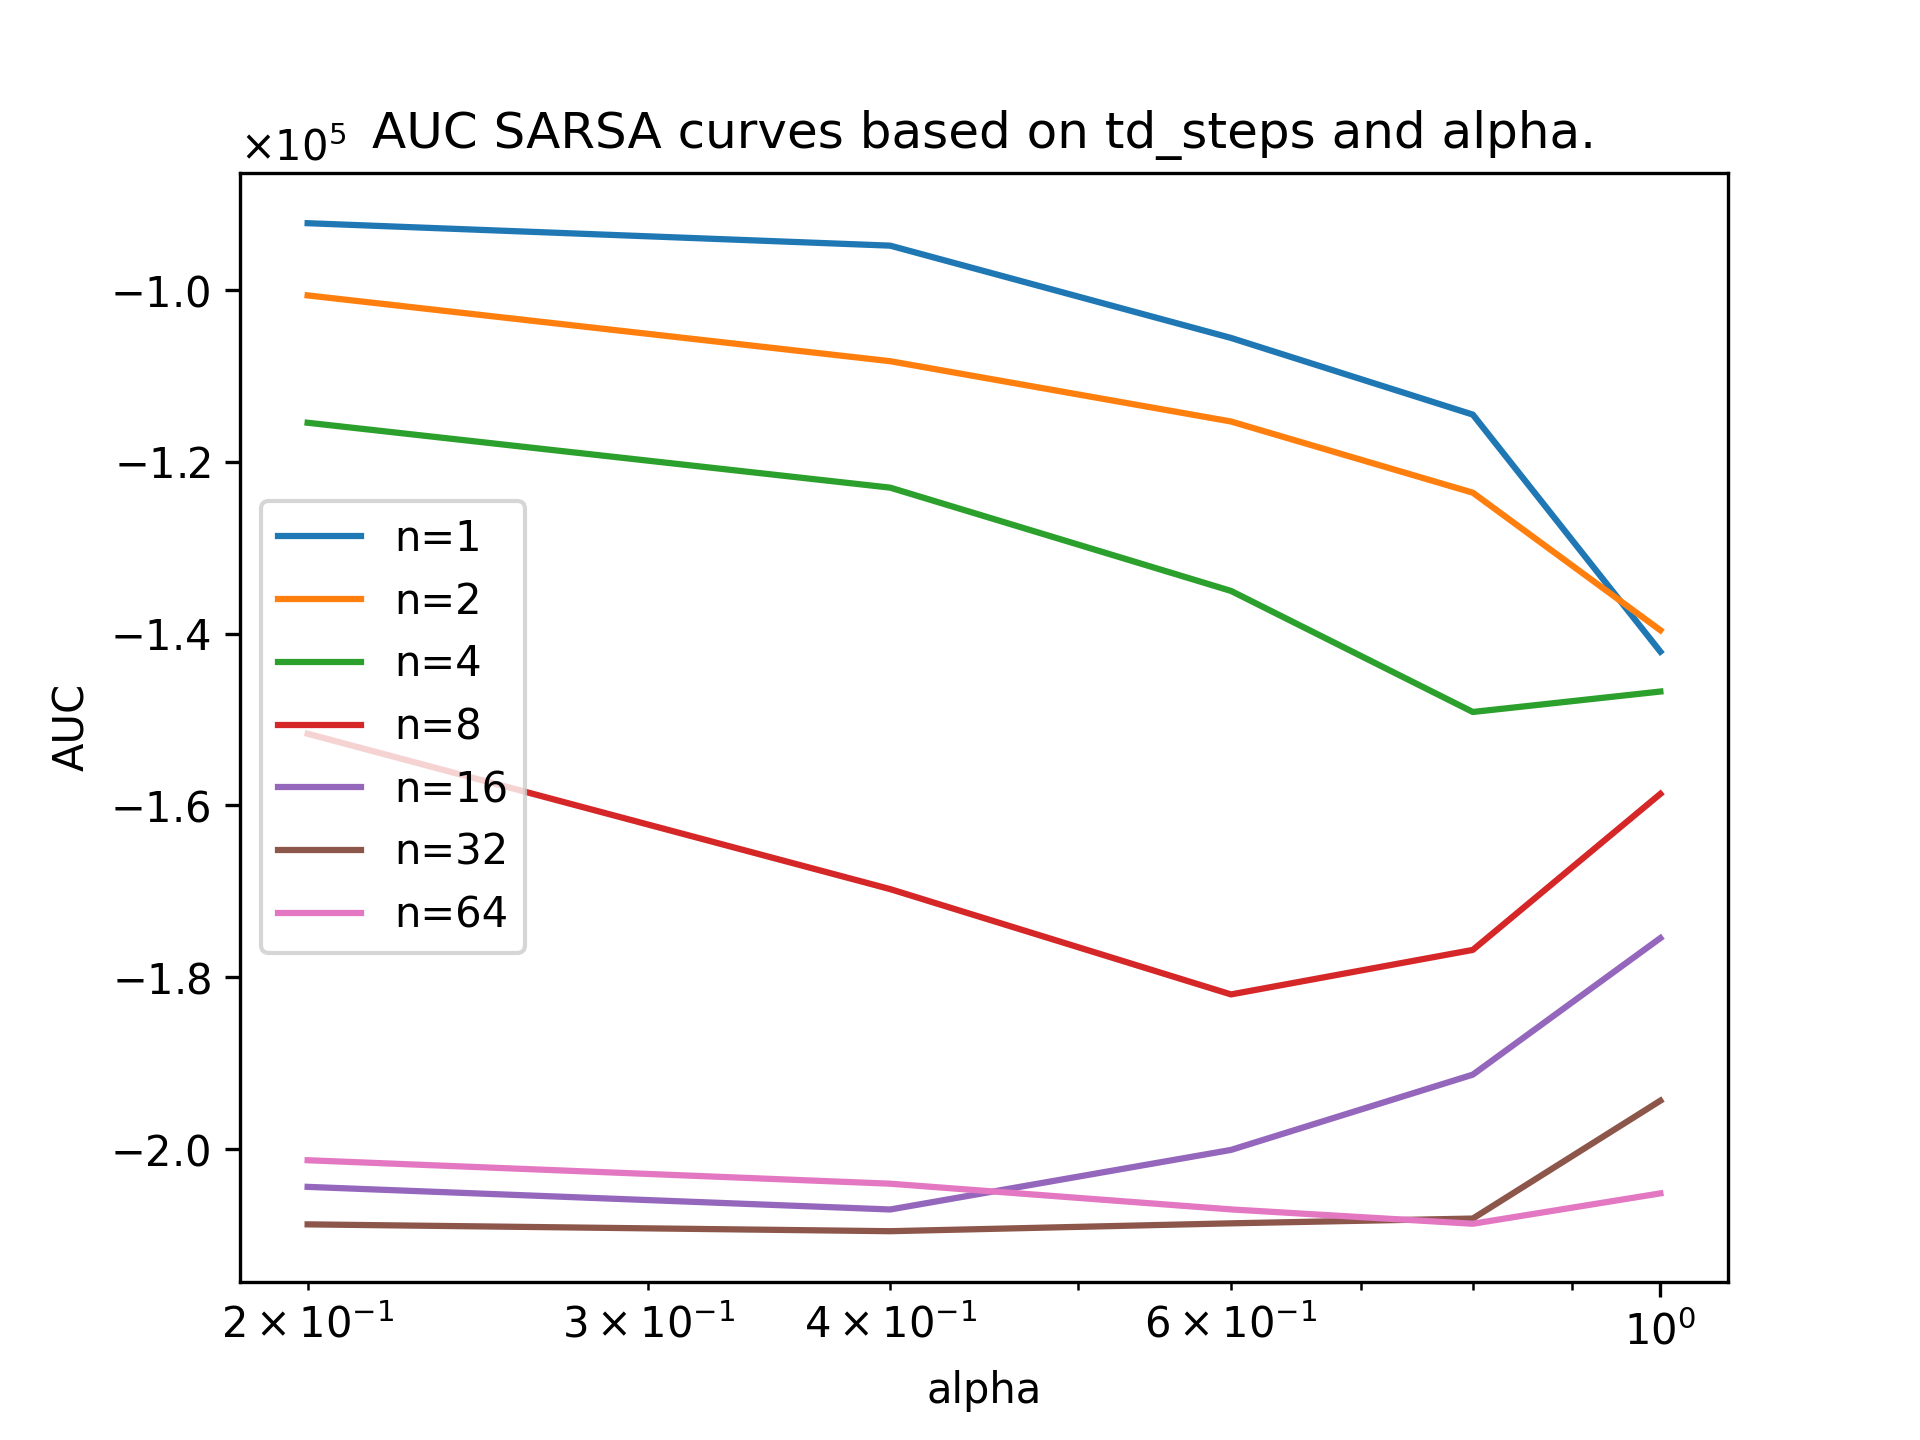 ×10⁵ AUC SARSA curves based on td_steps and alpha.
AUC
−1.0
−1.2
−1.4
−1.6
−1.8
−2.0
n=1
n=2
n=4
n=8
n=16
n=32
n=64
2×10⁻¹ 3×10⁻¹ 4×10⁻¹ 6×10⁻¹ 10⁰
alpha